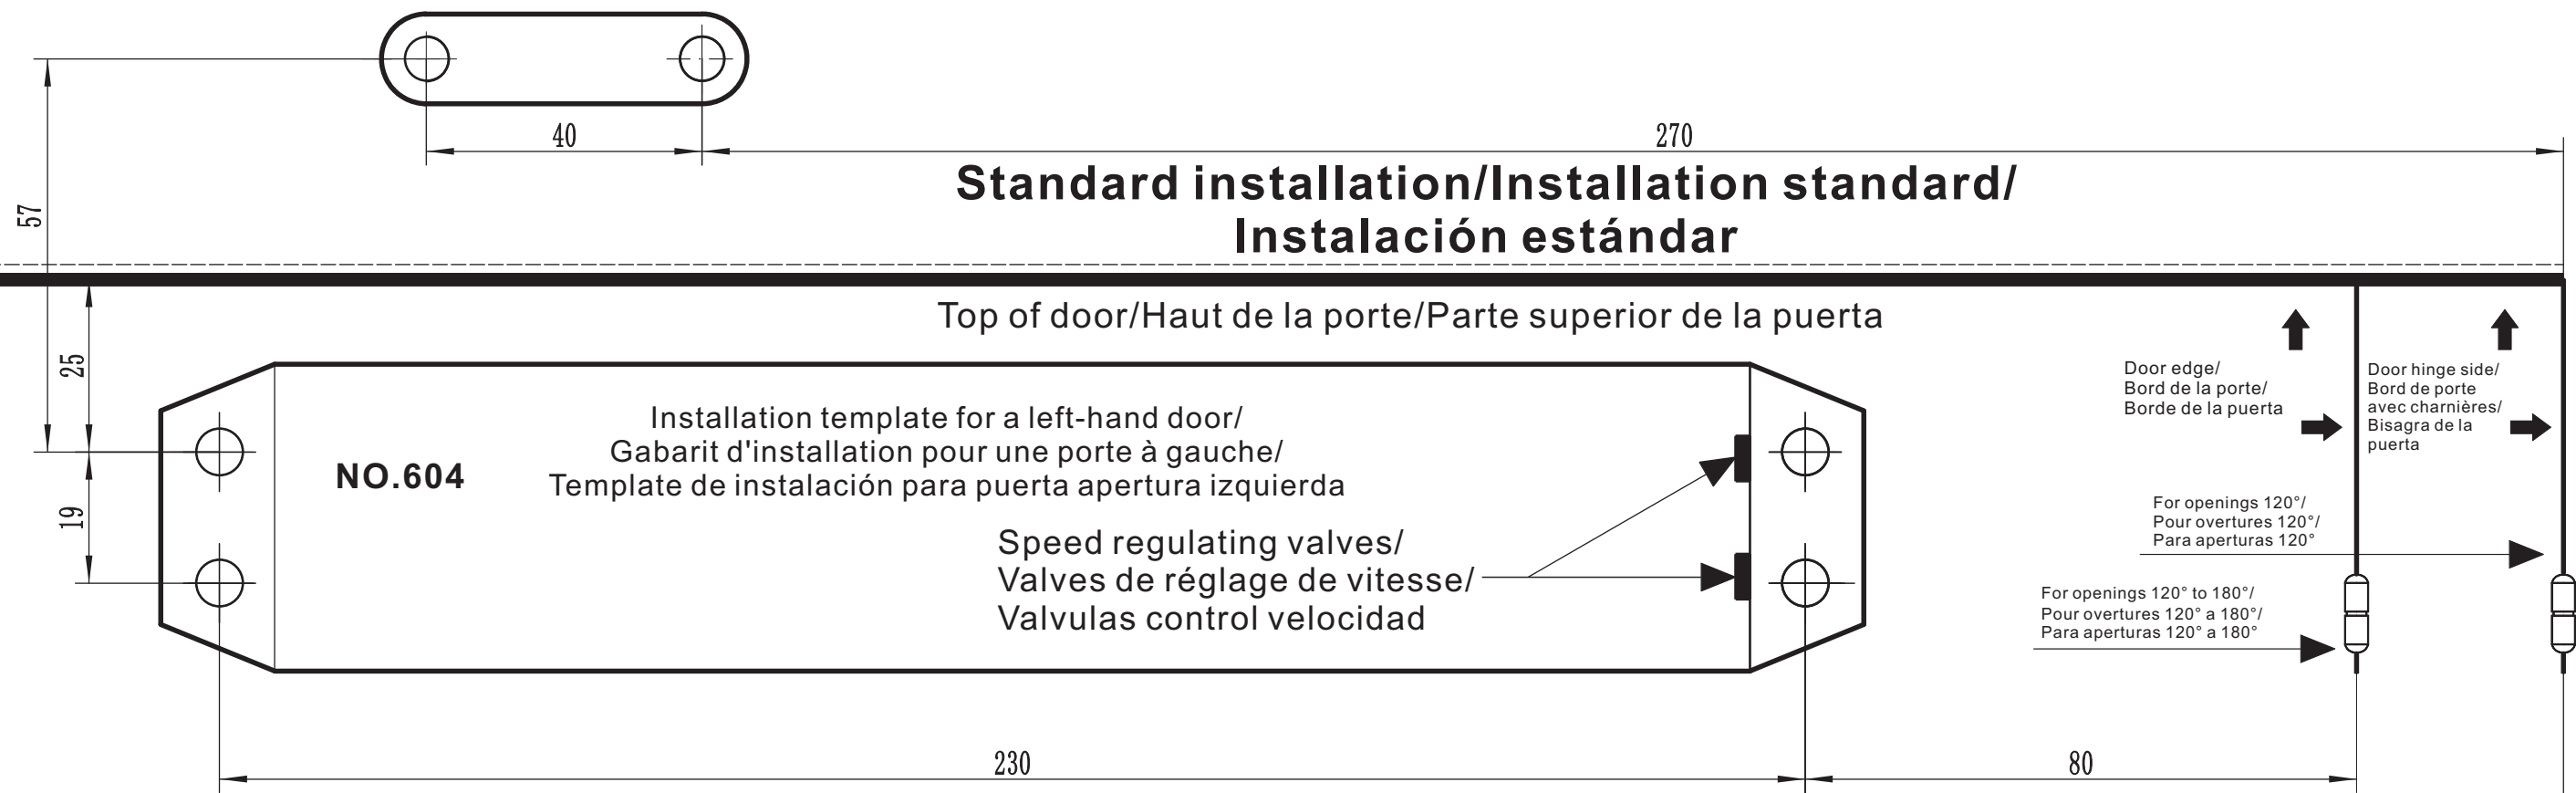 40
270
57
Standard installation/Installation standard/
Instalación estándar
Top of door/Haut de la porte/Parte superior de la puerta
25
19
NO.604
Installation template for a left-hand door/
Gabarit d'installation pour une porte à gauche/
Template de instalación para puerta apertura izquierda
Speed regulating valves/
Valves de réglage de vitesse/
Valvulas control velocidad
Door edge/
Bord de la porte/
Borde de la puerta
Door hinge side/
Bord de porte
avec charnières/
Bisagra de la
puerta
For openings 120°/
Pour overtures 120°/
Para aperturas 120°
For openings 120° to 180°/
Pour overtures 120° a 180°/
Para aperturas 120° a 180°
230
80